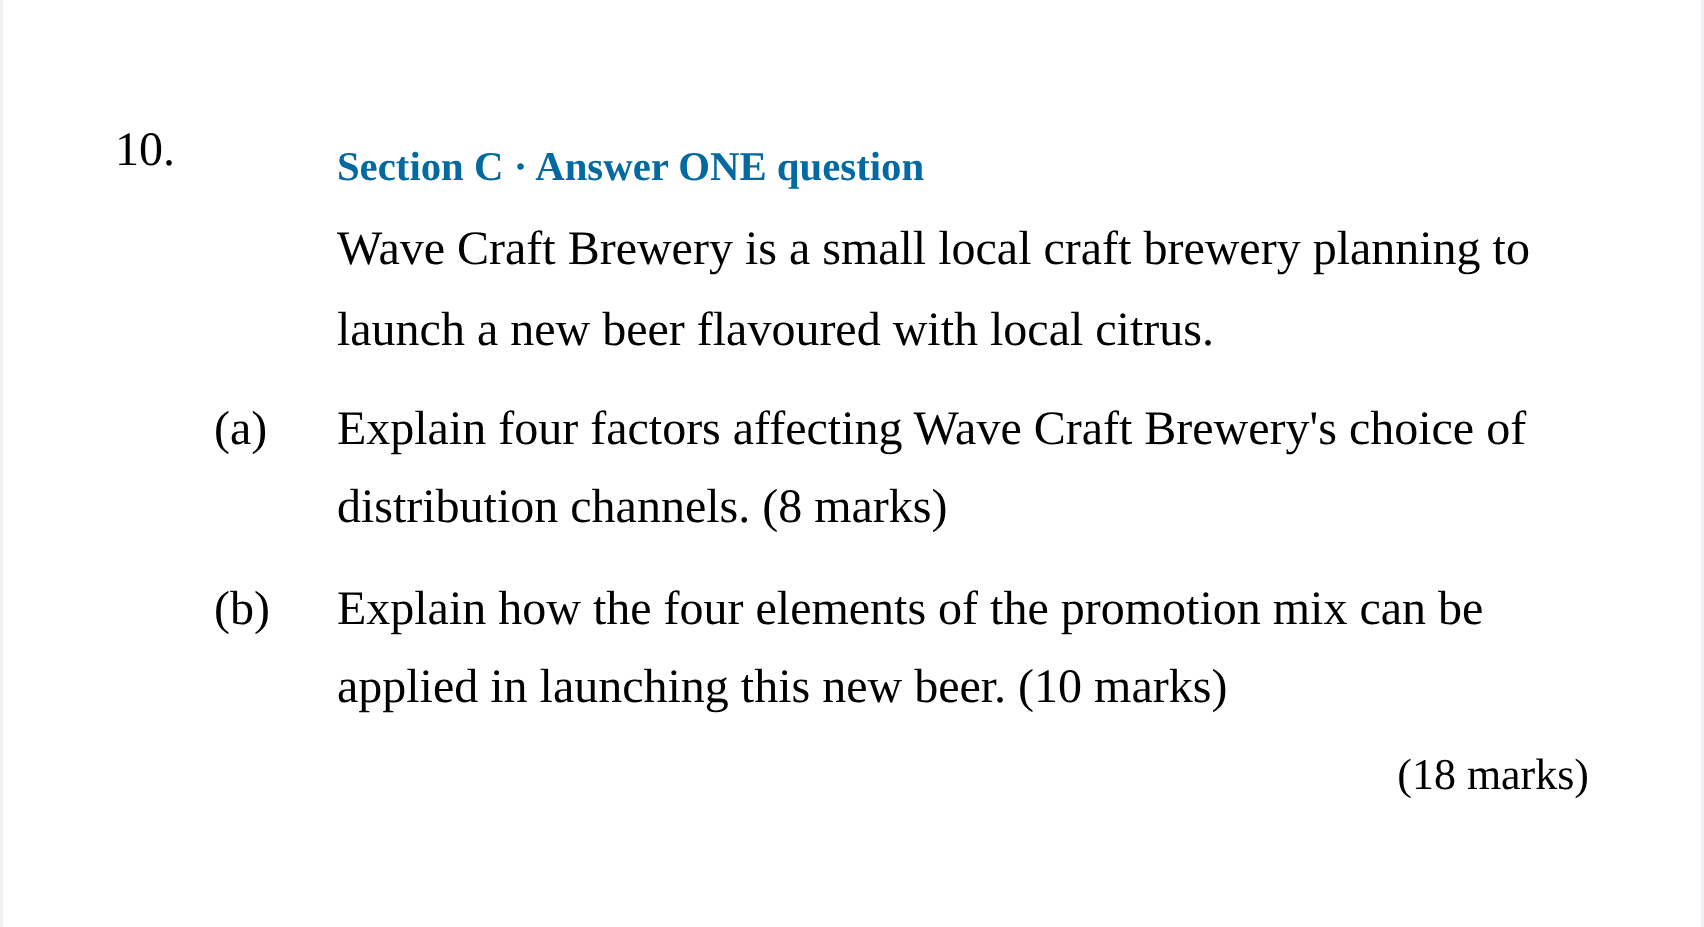 10.
Section C · Answer ONE question
Wave Craft Brewery is a small local craft brewery planning to
launch a new beer flavoured with local citrus.
(a) Explain four factors affecting Wave Craft Brewery's choice of
distribution channels. (8 marks)
(b) Explain how the four elements of the promotion mix can be
applied in launching this new beer. (10 marks)
(18 marks)